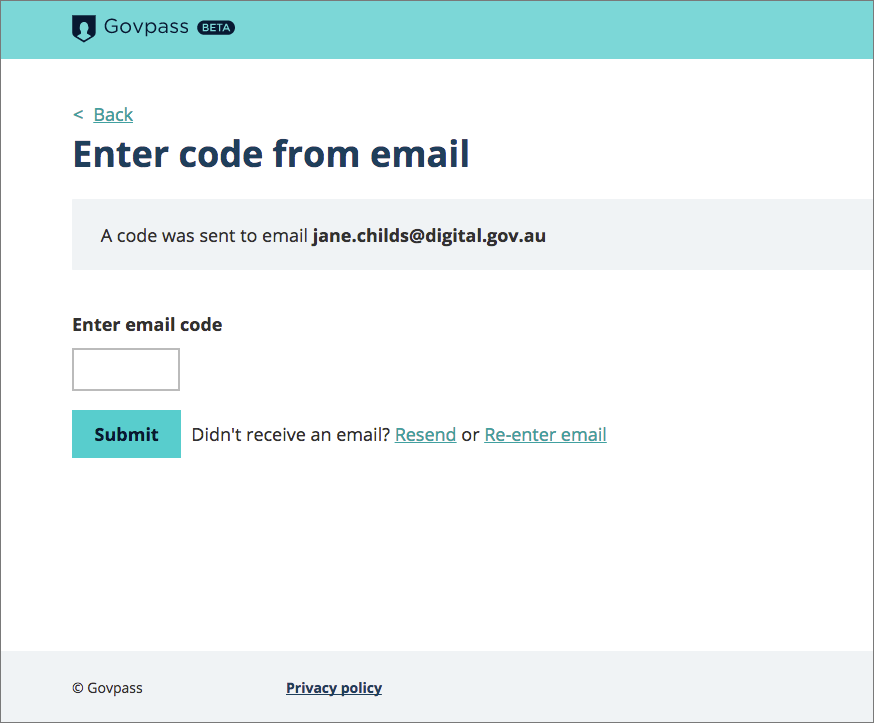 Govpass BETA
< Back
Enter code from email
A code was sent to email jane.childs@digital.gov.au
Enter email code
Submit Didn't receive an email? Resend or Re-enter email
© Govpass Privacy policy